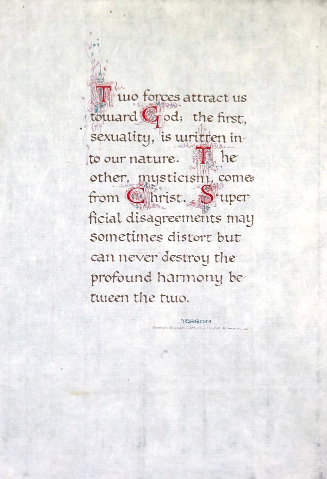 Two forces attract us
toward God; the first,
sexuality, is written in
to our nature. The
other, mysticism, comes
from Christ. Super
ficial disagreements may
sometimes distort but
can never destroy the
profound harmony be
tween the two.